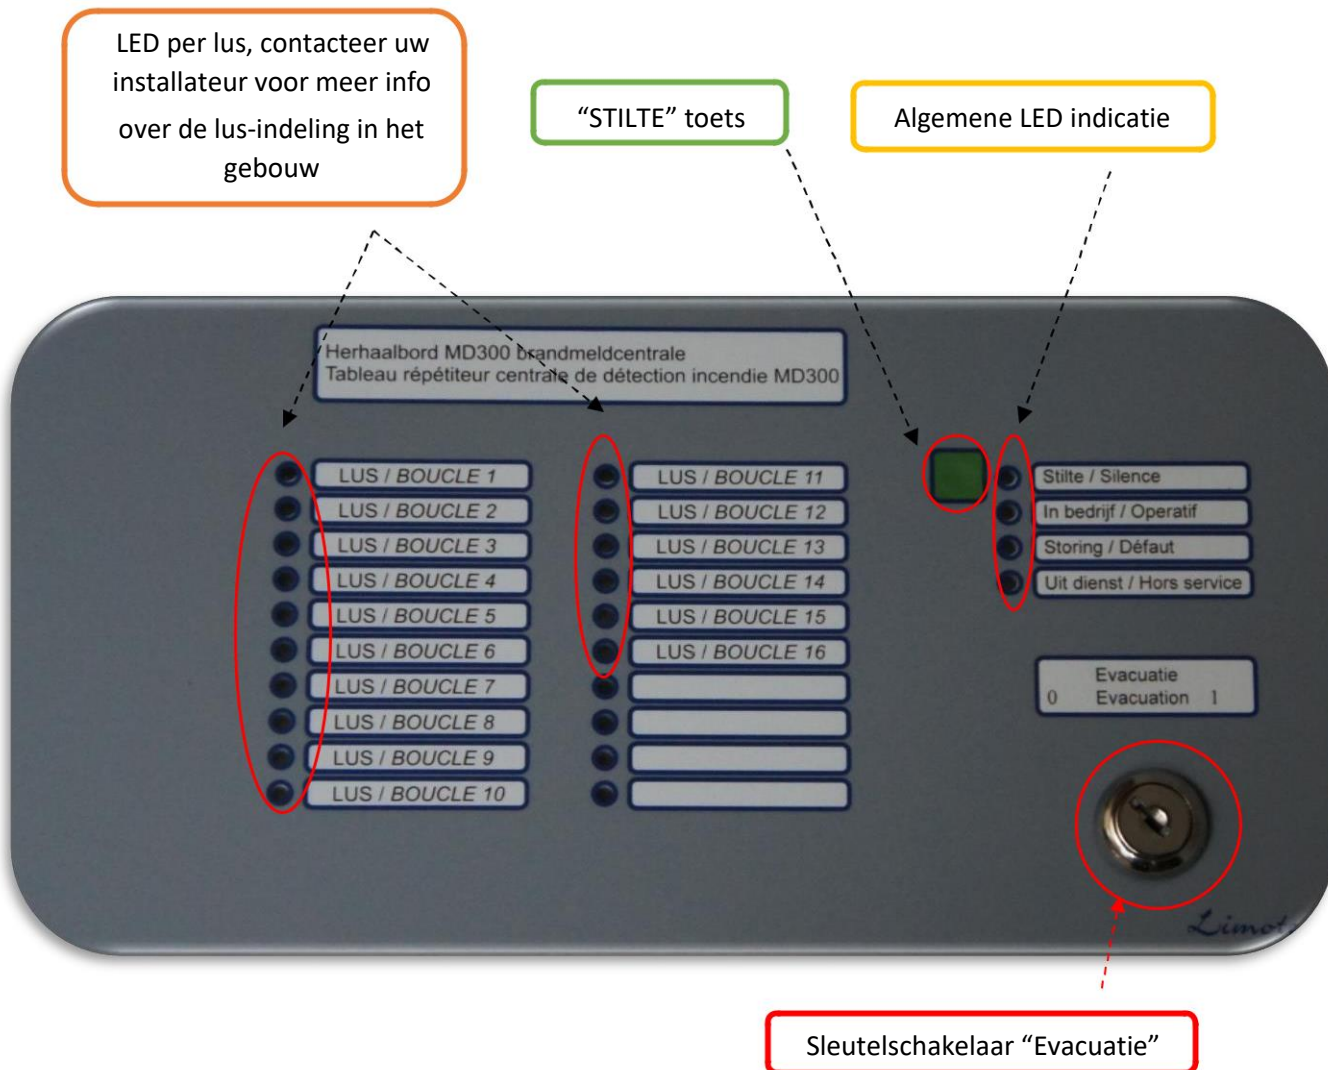 LED per lus, contacteer uw
installateur voor meer info
over de lus-indeling in het
gebouw
“STILTE” toets
Algemene LED indicatie
Herhaalbord MD300 brandmeldcentrale
Tableau répétiteur centrale de détection incendie MD300
LUS / BOUCLE 1
LUS / BOUCLE 2
LUS / BOUCLE 3
LUS / BOUCLE 4
LUS / BOUCLE 5
LUS / BOUCLE 6
LUS / BOUCLE 7
LUS / BOUCLE 8
LUS / BOUCLE 9
LUS / BOUCLE 10
LUS / BOUCLE 11
LUS / BOUCLE 12
LUS / BOUCLE 13
LUS / BOUCLE 14
LUS / BOUCLE 15
LUS / BOUCLE 16
Stilte / Silence
In bedrijf / Operatif
Storing / Défaut
Uit dienst / Hors service
Evacuatie
0 Evacuation 1
Sleutelschakelaar “Evacuatie”